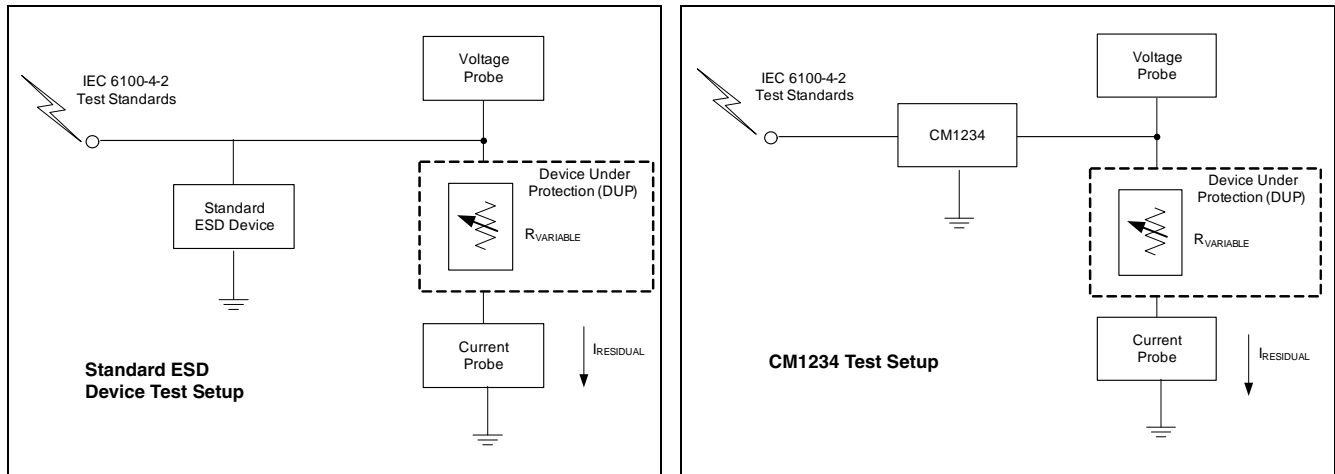 IEC 6100-4-2
Test Standards
Voltage
Probe
Standard
ESD Device
Device Under
Protection (DUP)
RVARIABLE
Current
Probe
IRESIDUAL
Standard ESD
Device Test Setup
IEC 6100-4-2
Test Standards
Voltage
Probe
CM1234
Device Under
Protection (DUP)
RVARIABLE
Current
Probe
IRESIDUAL
CM1234 Test Setup